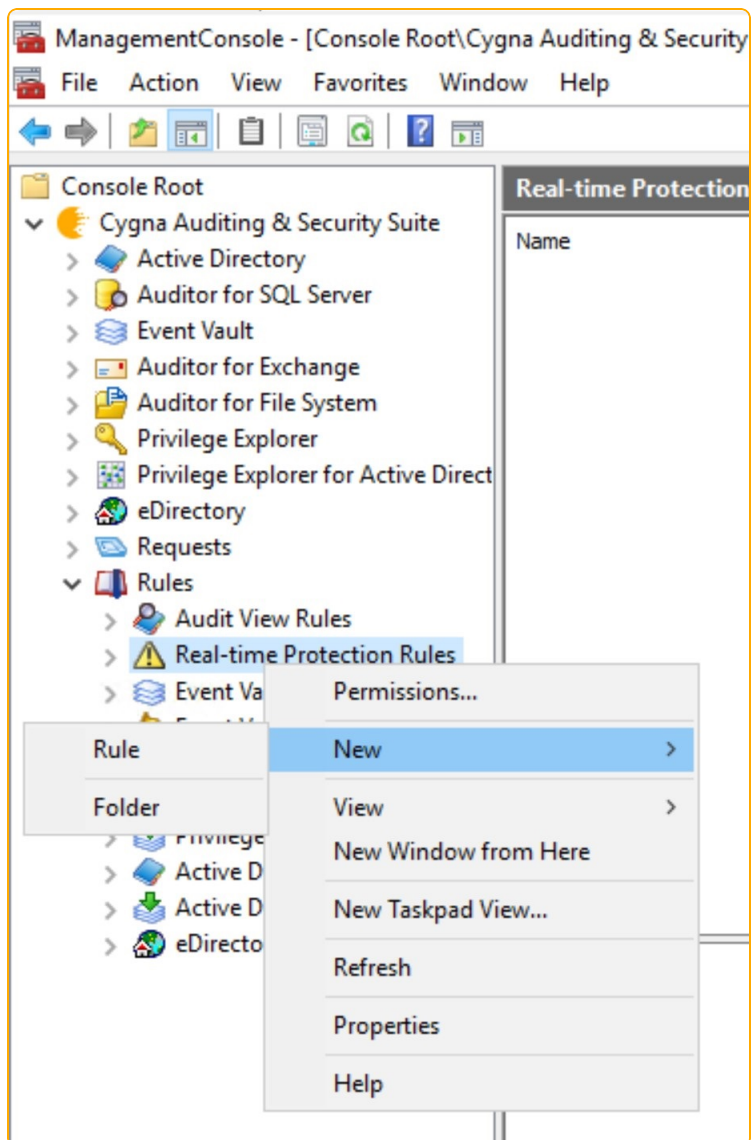 ManagementConsole - [Console Root\Cygna Auditing & Security
File Action View Favorites Window Help
Console Root
Cygna Auditing & Security Suite
Active Directory
Auditor for SQL Server
Event Vault
Auditor for Exchange
Auditor for File System
Privilege Explorer
Privilege Explorer for Active Direct
eDirectory
Requests
Rules
Audit View Rules
Real-time Protection Rules
Event Va
Privilege
Active D
Active D
eDirecto
Real-time Protection
Name
Permissions...
New
View
New Window from Here
New Taskpad View...
Refresh
Properties
Help
Rule
Folder